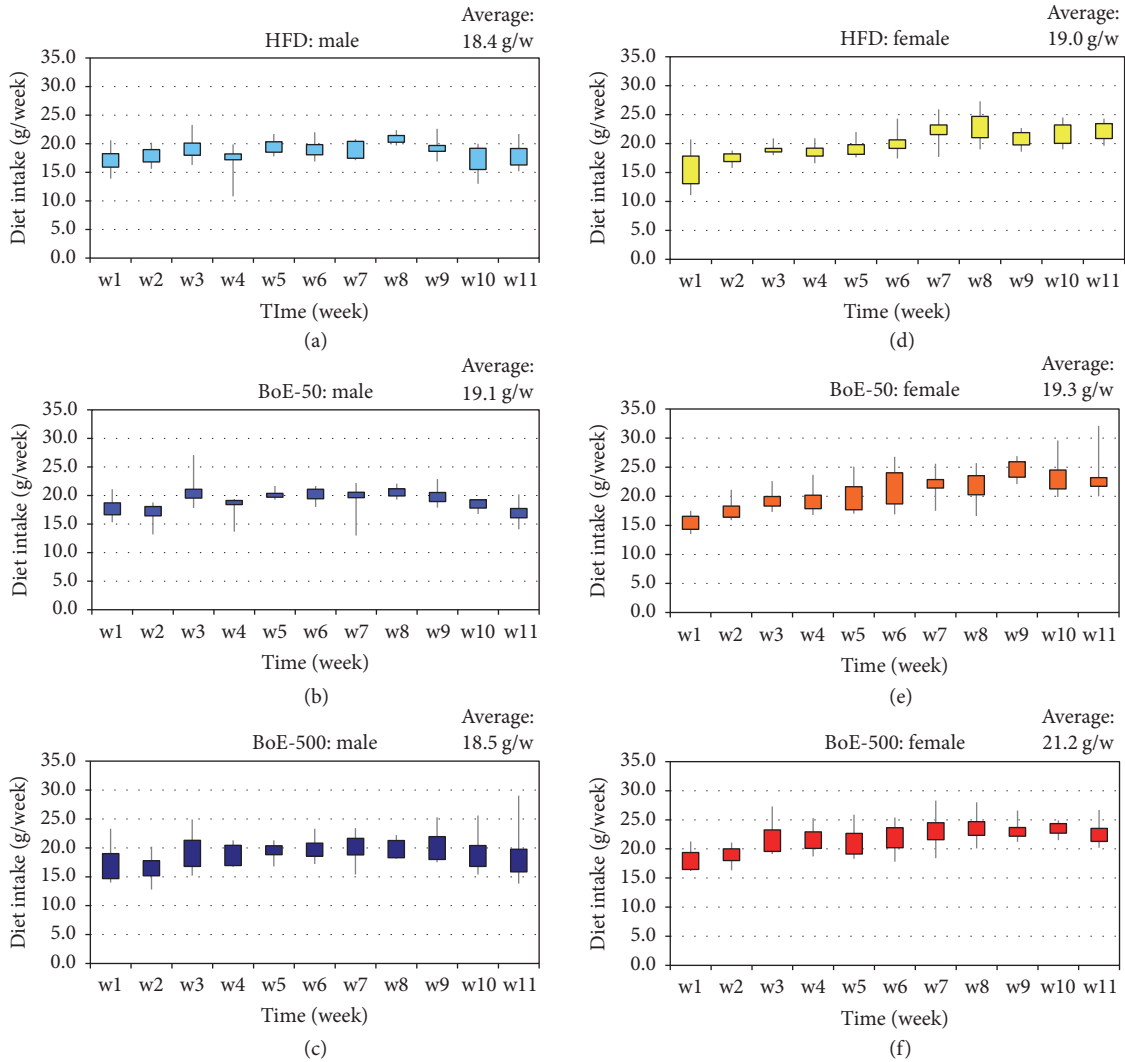 Average:
HFD: male
18.4 g/w
Diet intake (g/week)
35.0
30.0
25.0
20.0
15.0
10.0
5.0
0.0
w1 w2 w3 w4 w5 w6 w7 w8 w9 w10 w11
TIme (week)
(a)
Average:
BoE-50: male
19.1 g/w
Diet intake (g/week)
35.0
30.0
25.0
20.0
15.0
10.0
5.0
0.0
w1 w2 w3 w4 w5 w6 w7 w8 w9 w10 w11
Time (week)
(b)
Average:
BoE-500: male
18.5 g/w
Diet intake (g/week)
35.0
30.0
25.0
20.0
15.0
10.0
5.0
0.0
w1 w2 w3 w4 w5 w6 w7 w8 w9 w10 w11
Time (week)
(c)
Average:
HFD: female
19.0 g/w
Diet intake (g/week)
35.0
30.0
25.0
20.0
15.0
10.0
5.0
0.0
w1 w2 w3 w4 w5 w6 w7 w8 w9 w10 w11
Time (week)
(d)
Average:
BoE-50: female
19.3 g/w
Diet intake (g/week)
35.0
30.0
25.0
20.0
15.0
10.0
5.0
0.0
w1 w2 w3 w4 w5 w6 w7 w8 w9 w10 w11
Time (week)
(e)
Average:
BoE-500: female
21.2 g/w
Diet intake (g/week)
35.0
30.0
25.0
20.0
15.0
10.0
5.0
0.0
w1 w2 w3 w4 w5 w6 w7 w8 w9 w10 w11
Time (week)
(f)